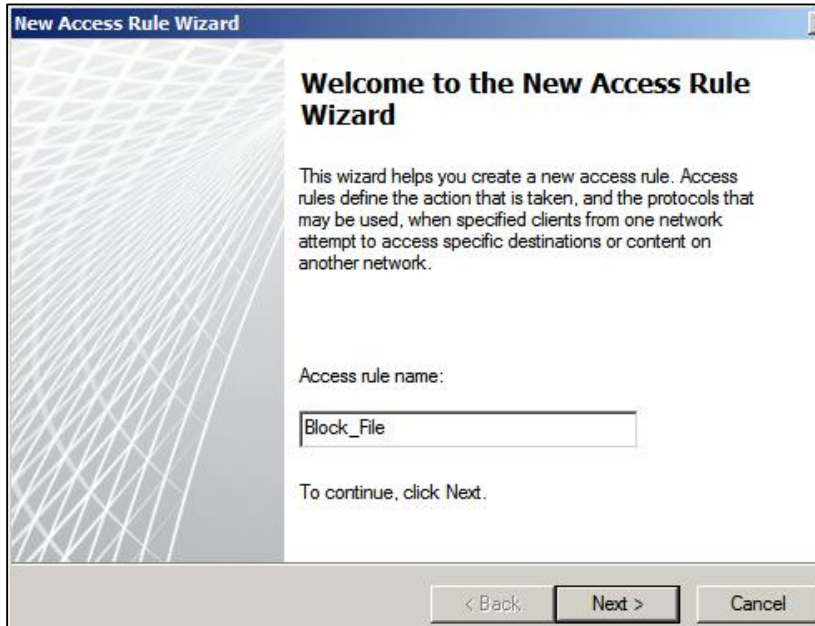 New Access Rule Wizard
Welcome to the New Access Rule
Wizard
This wizard helps you create a new access rule. Access
rules define the action that is taken, and the protocols that
may be used, when specified clients from one network
attempt to access specific destinations or content on
another network.
Access rule name:
Block_File
To continue, click Next.
< Back
Next >
Cancel